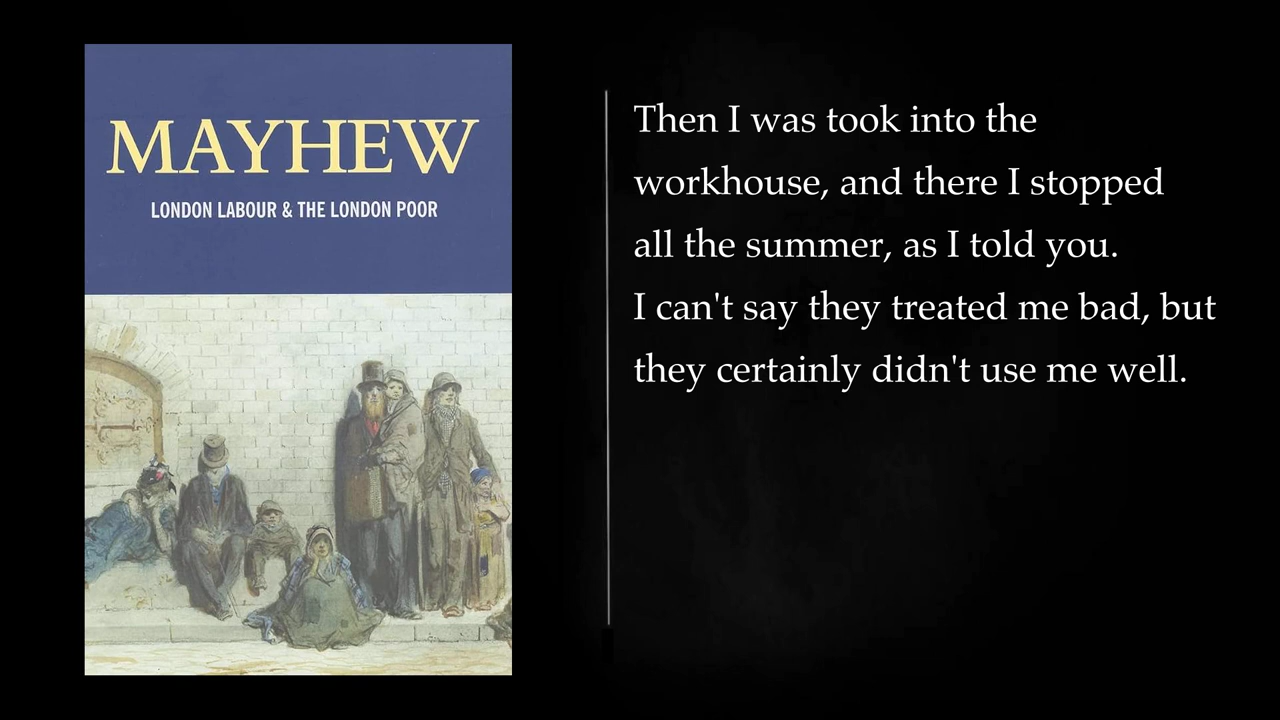 MAYHEW
LONDON LABOUR & THE LONDON POOR
Then I was took into the
workhouse, and there I stopped
all the summer, as I told you.
I can't say they treated me bad, but
they certainly didn't use me well.